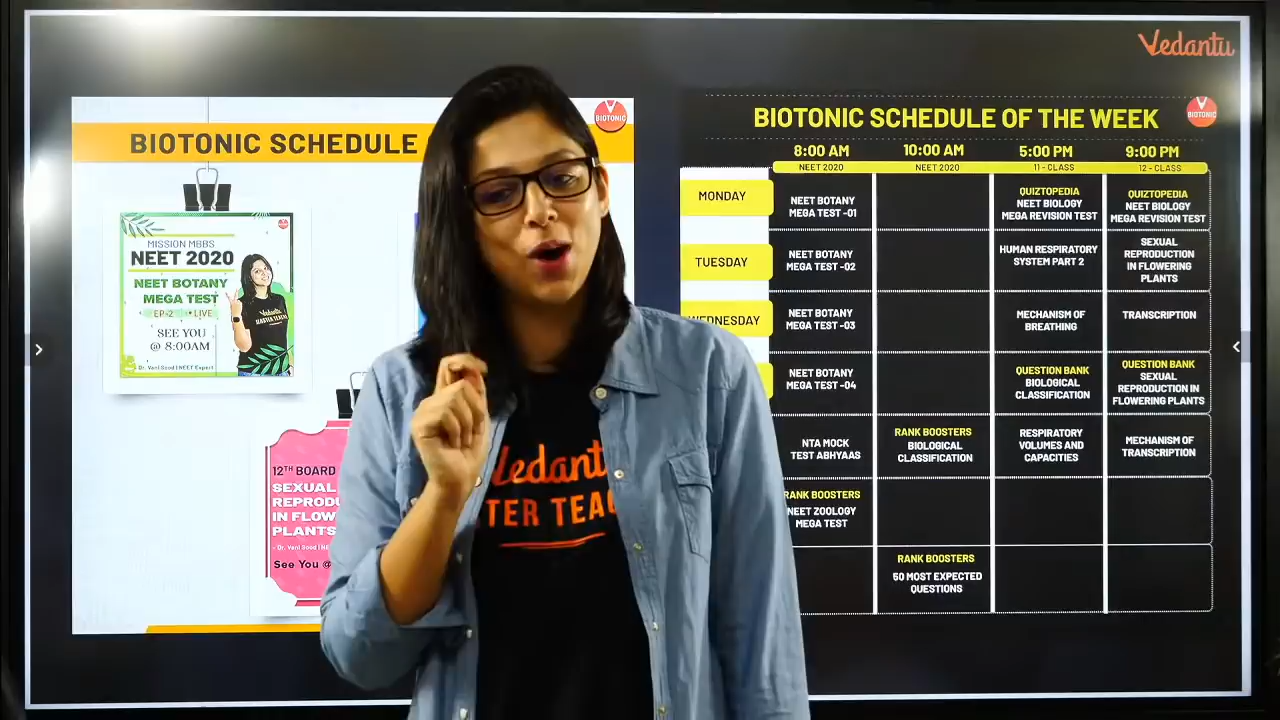 Vedantu
BIOTONIC SCHEDULE
V
BIOTONIC
MISSION MBBS
NEET 2020
NEET BOTANY
MEGA TEST
EP-2 • LIVE
SEE YOU
@ 8:00AM
Dr. Vani Sood | NEET Expert
12TH BOARD
SEXUAL
REPRODU
IN FLOW
PLANTS
- Dr. Vani Sood | NE
See You @
Vedantu
TER TEAC
BIOTONIC SCHEDULE OF THE WEEK
V
BIOTONIC
8:00 AM 10:00 AM 5:00 PM 9:00 PM
NEET 2020 NEET 2020 11 - CLASS 12 - CLASS
MONDAY
NEET BOTANY
MEGA TEST -01
QUIZTOPEDIA
NEET BIOLOGY
MEGA REVISION TEST
QUIZTOPEDIA
NEET BIOLOGY
MEGA REVISION TEST
TUESDAY
NEET BOTANY
MEGA TEST -02
HUMAN RESPIRATORY
SYSTEM PART 2
SEXUAL
REPRODUCTION
IN FLOWERING
PLANTS
WEDNESDAY
NEET BOTANY
MEGA TEST -03
MECHANISM OF
BREATHING
TRANSCRIPTION
NEET BOTANY
MEGA TEST -04
QUESTION BANK
BIOLOGICAL
CLASSIFICATION
QUESTION BANK
SEXUAL
REPRODUCTION IN
FLOWERING PLANTS
NTA MOCK
TEST ABHYAAS
RANK BOOSTERS
BIOLOGICAL
CLASSIFICATION
RESPIRATORY
VOLUMES AND
CAPACITIES
MECHANISM OF
TRANSCRIPTION
RANK BOOSTERS
NEET ZOOLOGY
MEGA TEST
RANK BOOSTERS
50 MOST EXPECTED
QUESTIONS